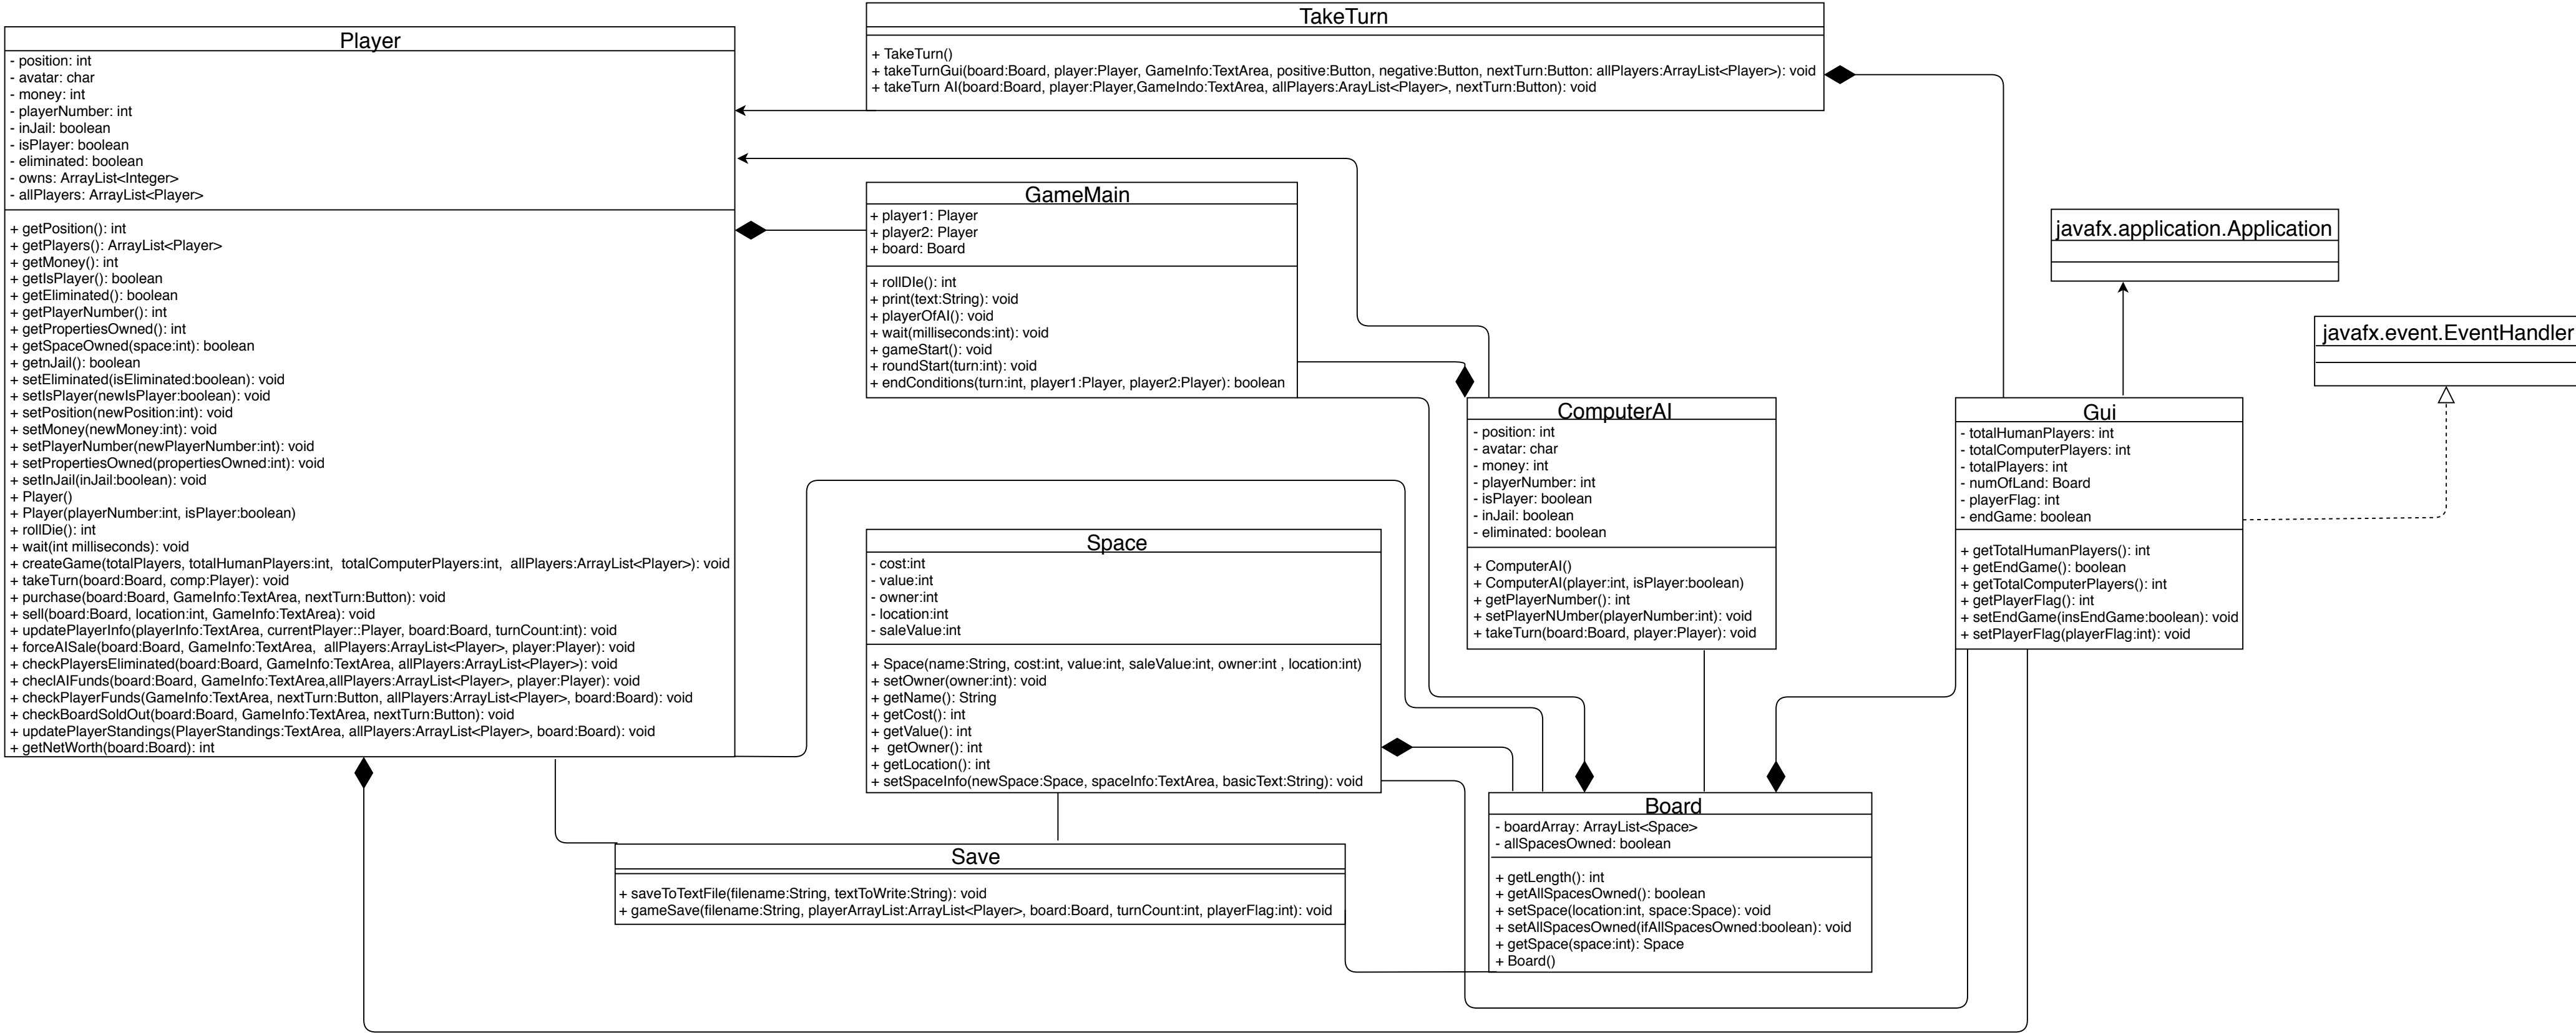 TakeTurn
+ TakeTurn()
+ takeTurnGui(board:Board, player:Player, GameInfo:TextArea, positive:Button, negative:Button, nextTurn:Button: allPlayers:ArrayList<Player>): void
+ takeTurn AI(board:Board, player:Player,GameIndo:TextArea, allPlayers:ArayList<Player>, nextTurn:Button): void
Player
- position: int
- avatar: char
- money: int
- playerNumber: int
- inJail: boolean
- isPlayer: boolean
- eliminated: boolean
- owns: ArrayList<Integer>
- allPlayers: ArrayList<Player>
+ getPosition(): int
+ getPlayers(): ArrayList<Player>
+ getMoney(): int
+ getIsPlayer(): boolean
+ getEliminated(): boolean
+ getPlayerNumber(): int
+ getPropertiesOwned(): int
+ getSpaceOwned(space:int): boolean
+ getnJail(): boolean
+ setEliminated(isEliminated:boolean): void
+ setIsPlayer(newIsPlayer:boolean): void
+ setPosition(newPosition:int): void
+ setMoney(newMoney:int): void
+ setPlayerNumber(newPlayerNumber:int): void
+ setPropertiesOwned(propertiesOwned:int): void
+ setInJail(inJail:boolean): void
+ Player()
+ Player(playerNumber:int, isPlayer:boolean)
+ rollDie(): int
+ wait(int milliseconds): void
+ createGame(totalPlayers, totalHumanPlayers:int, totalComputerPlayers:int, allPlayers:ArrayList<Player>): void
+ takeTurn(board:Board, comp:Player): void
+ purchase(board:Board, GameInfo:TextArea, nextTurn:Button): void
+ sell(board:Board, location:int, GameInfo:TextArea): void
+ updatePlayerInfo(playerInfo:TextArea, currentPlayer::Player, board:Board, turnCount:int): void
+ forceAISale(board:Board, GameInfo:TextArea, allPlayers:ArrayList<Player>, player:Player): void
+ checkPlayersEliminated(board:Board, GameInfo:TextArea, allPlayers:ArrayList<Player>): void
+ checlAIFunds(board:Board, GameInfo:TextArea,allPlayers:ArrayList<Player>, player:Player): void
+ checkPlayerFunds(GameInfo:TextArea, nextTurn:Button, allPlayers:ArrayList<Player>, board:Board): void
+ checkBoardSoldOut(board:Board, GameInfo:TextArea, nextTurn:Button): void
+ updatePlayerStandings(PlayerStandings:TextArea, allPlayers:ArrayList<Player>, board:Board): void
+ getNetWorth(board:Board): int
GameMain
+ player1: Player
+ player2: Player
+ board: Board
+ rollDIe(): int
+ print(text:String): void
+ playerOfAI(): void
+ wait(milliseconds:int): void
+ gameStart(): void
+ roundStart(turn:int): void
+ endConditions(turn:int, player1:Player, player2:Player): boolean
javafx.application.Application
javafx.event.EventHandler
ComputerAI
- position: int
- avatar: char
- money: int
- playerNumber: int
- isPlayer: boolean
- inJail: boolean
- eliminated: boolean
+ ComputerAI()
+ ComputerAI(player:int, isPlayer:boolean)
+ getPlayerNumber(): int
+ setPlayerNUmber(playerNumber:int): void
+ takeTurn(board:Board, player:Player): void
Gui
- totalHumanPlayers: int
- totalComputerPlayers: int
- totalPlayers: int
- numOfLand: Board
- playerFlag: int
- endGame: boolean
+ getTotalHumanPlayers(): int
+ getEndGame(): boolean
+ getTotalComputerPlayers(): int
+ getPlayerFlag(): int
+ setEndGame(insEndGame:boolean): void
+ setPlayerFlag(playerFlag:int): void
Space
- cost:int
- value:int
- owner:int
- location:int
- saleValue:int
+ Space(name:String, cost:int, value:int, saleValue:int, owner:int , location:int)
+ setOwner(owner:int): void
+ getName(): String
+ getCost(): int
+ getValue(): int
+ getOwner(): int
+ getLocation(): int
+ setSpaceInfo(newSpace:Space, spaceInfo:TextArea, basicText:String): void
Board
- boardArray: ArrayList<Space>
- allSpacesOwned: boolean
+ getLength(): int
+ getAllSpacesOwned(): boolean
+ setSpace(location:int, space:Space): void
+ setAllSpacesOwned(ifAllSpacesOwned:boolean): void
+ getSpace(space:int): Space
+ Board()
Save
+ saveToTextFile(filename:String, textToWrite:String): void
+ gameSave(filename:String, playerArrayList:ArrayList<Player>, board:Board, turnCount:int, playerFlag:int): void